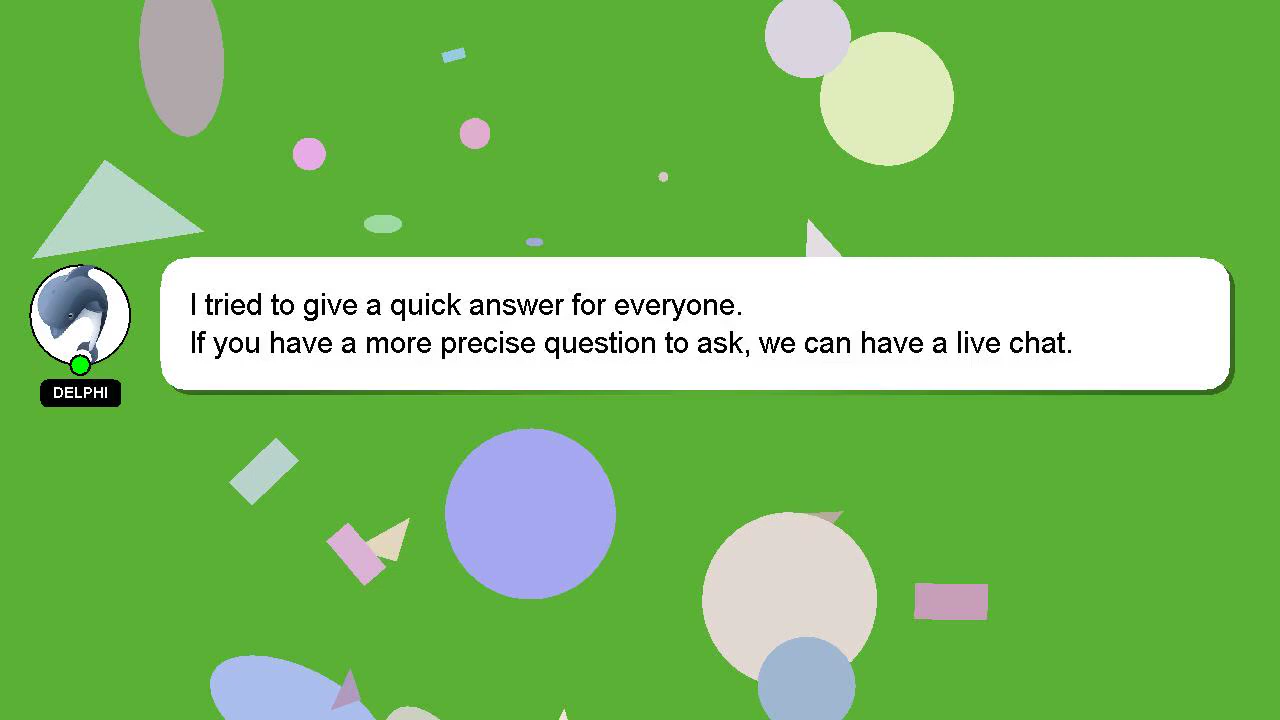 I tried to give a quick answer for everyone.
If you have a more precise question to ask, we can have a live chat.
DELPHI